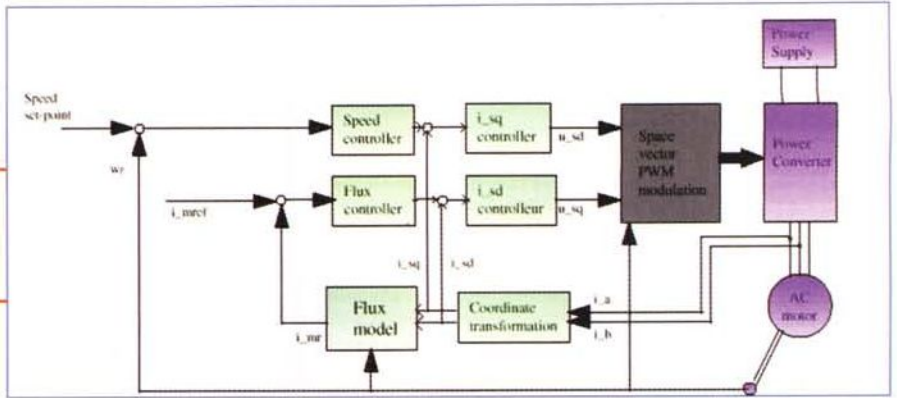 Power
Supply
Speed
set-point
Speed
controller
i_sq
controller
u_sd
Space
vector
PWM
modulation
Power
Converter
wr
i_mref
Flux
controller
i_sd
controlleur
u_sq
i_sq
i_sd
Flux
model
i_mr
Coordinate
transformation
i_a
i_b
AC
motor